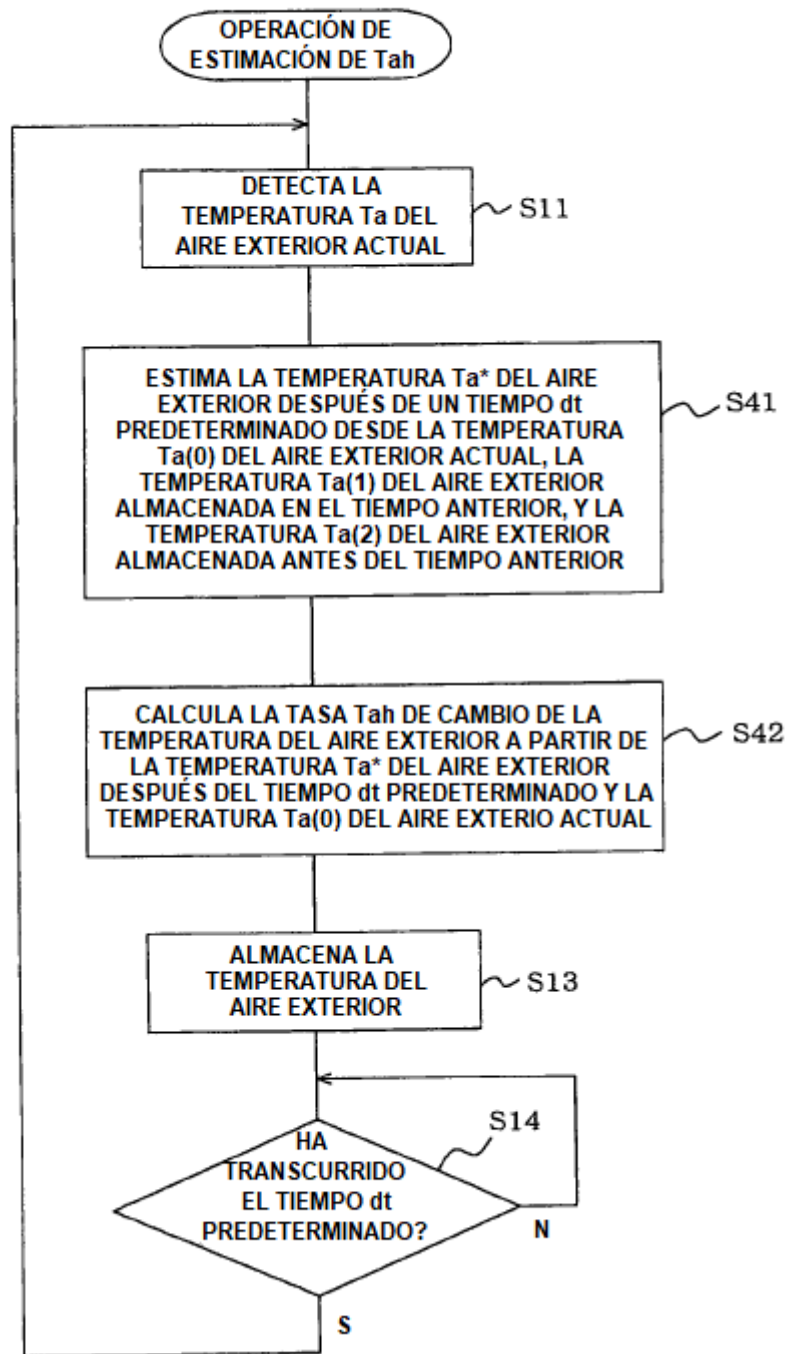 OPERACIÓN DE
ESTIMACIÓN DE Tah
DETECTA LA
TEMPERATURA Ta DEL
AIRE EXTERIOR ACTUAL
S11
ESTIMA LA TEMPERATURA Ta* DEL AIRE
EXTERIOR DESPUÉS DE UN TIEMPO dt
PREDETERMINADO DESDE LA TEMPERATURA
Ta(0) DEL AIRE EXTERIOR ACTUAL, LA
TEMPERATURA Ta(1) DEL AIRE EXTERIOR
ALMACENADA EN EL TIEMPO ANTERIOR, Y LA
TEMPERATURA Ta(2) DEL AIRE EXTERIOR
ALMACENADA ANTES DEL TIEMPO ANTERIOR
S41
CALCULA LA TASA Tah DE CAMBIO DE LA
TEMPERATURA DEL AIRE EXTERIOR A PARTIR DE
LA TEMPERATURA Ta* DEL AIRE EXTERIOR
DESPUÉS DEL TIEMPO dt PREDETERMINADO Y LA
TEMPERATURA Ta(0) DEL AIRE EXTERIO ACTUAL
S42
ALMACENA LA
TEMPERATURA DEL
AIRE EXTERIOR
S13
S14
HA
TRANSCURRIDO
EL TIEMPO dt
PREDETERMINADO?
N
S